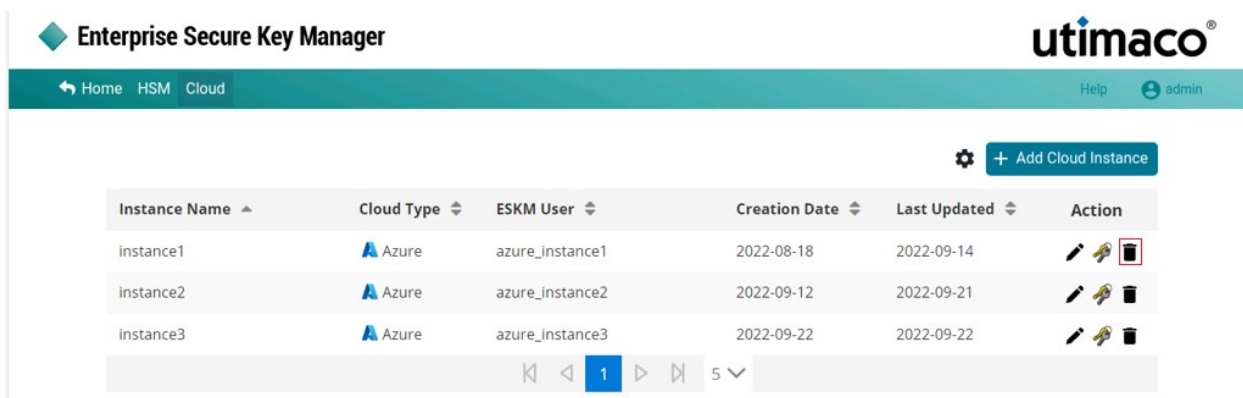 Enterprise Secure Key Manager
utimaco®
Home HSM Cloud Help admin
+ Add Cloud Instance
Instance Name Cloud Type ESKM User Creation Date Last Updated Action
instance1 Azure azure_instance1 2022-08-18 2022-09-14
instance2 Azure azure_instance2 2022-09-12 2022-09-21
instance3 Azure azure_instance3 2022-09-22 2022-09-22
1 5